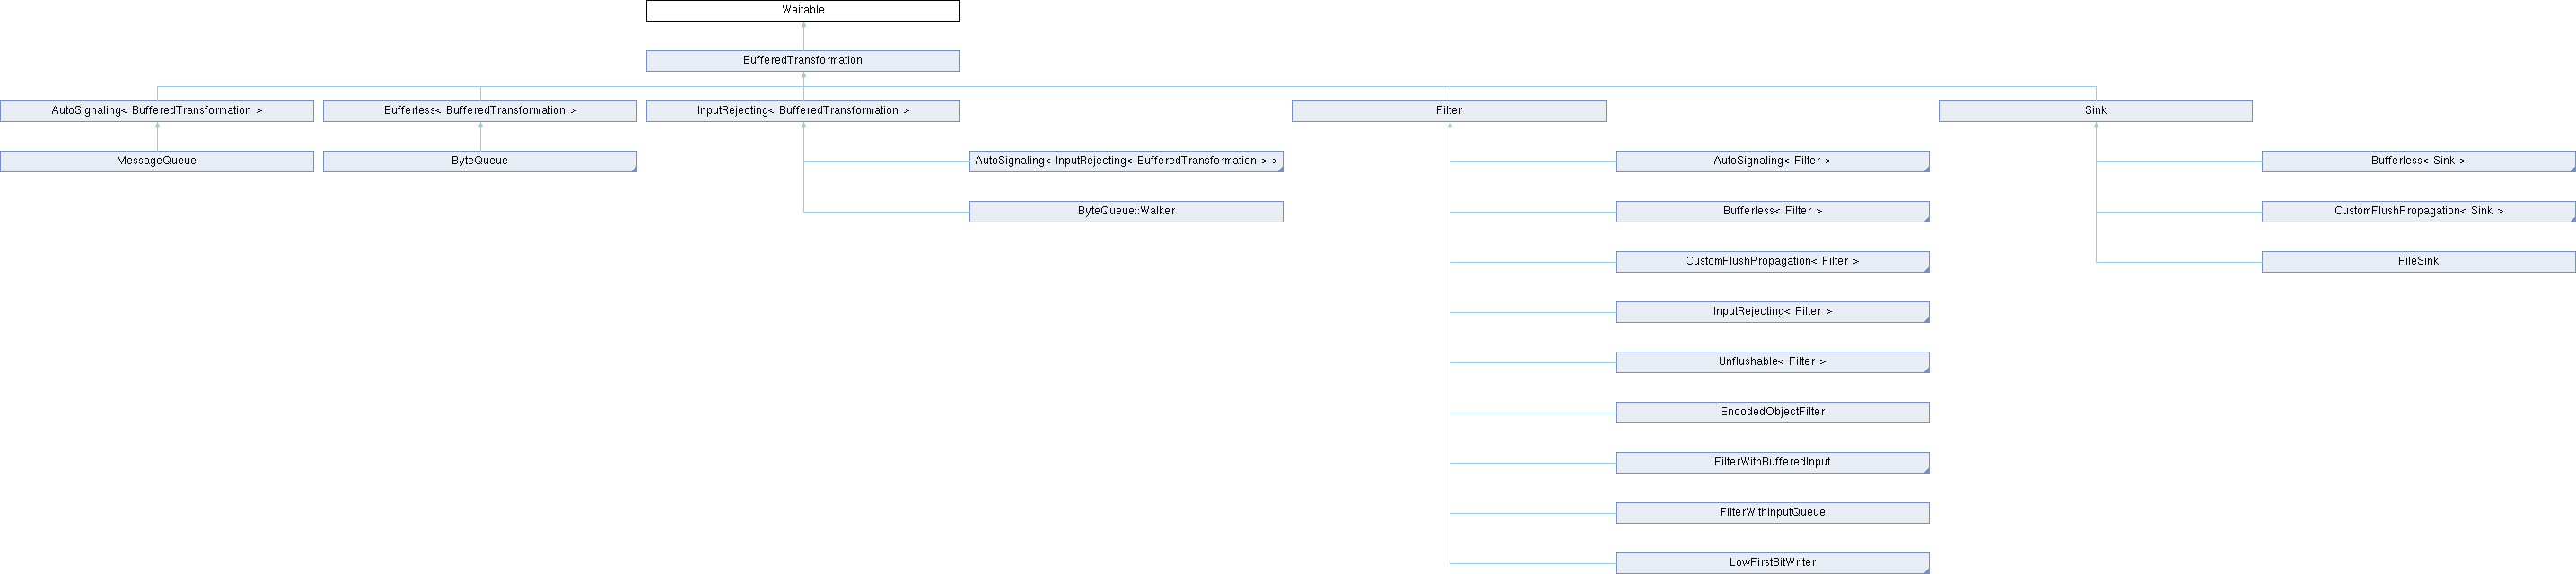 Waitable
BufferedTransformation
AutoSignaling< BufferedTransformation >
Bufferless< BufferedTransformation >
InputRejecting< BufferedTransformation >
Filter
Sink
MessageQueue
ByteQueue
AutoSignaling< InputRejecting< BufferedTransformation > >
AutoSignaling< Filter >
Bufferless< Sink >
ByteQueue::Walker
Bufferless< Filter >
CustomFlushPropagation< Sink >
CustomFlushPropagation< Filter >
FileSink
InputRejecting< Filter >
Unflushable< Filter >
EncodedObjectFilter
FilterWithBufferedInput
FilterWithInputQueue
LowFirstBitWriter